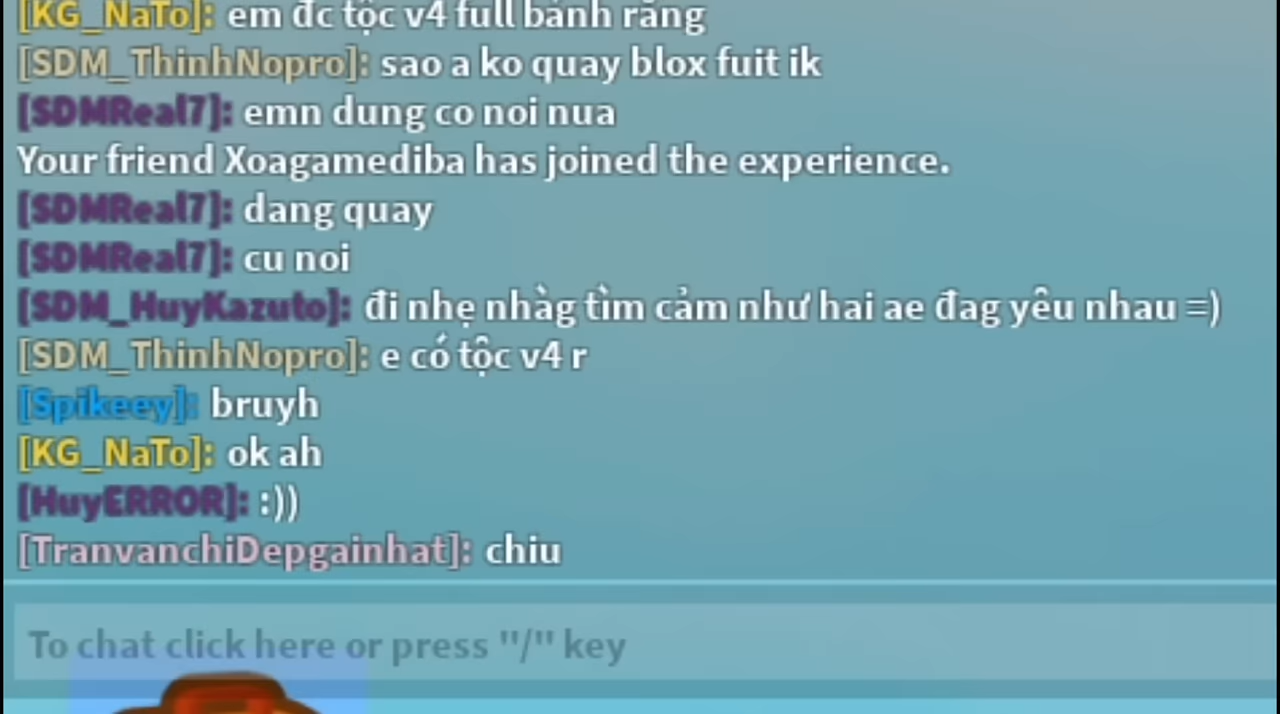 [KG_NaTo]: em đc tộc v4 full bánh răng
[SDM_ThinhNopro]: sao a ko quay blox fuit ik
[SDMReal7]: emn dung co noi nua
Your friend Xoagamediba has joined the experience.
[SDMReal7]: dang quay
[SDMReal7]: cu noi
[SDM_HuyKazuto]: đi nhẹ nhàg tìm cảm như hai ae đag yêu nhau =)
[SDM_ThinhNopro]: e có tộc v4 r
[Spikeey]: bruyh
[KG_NaTo]: ok ah
[HuyERROR]: :))
[TranvanchiDepgainhat]: chiu
To chat click here or press "/" key